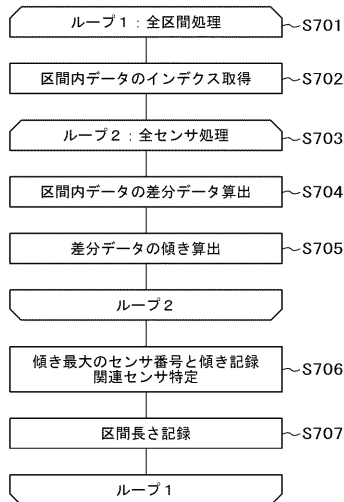 ループ1：全区間処理
S701
区間内データのインデクス取得
S702
ループ2：全センサ処理
S703
区間内データの差分データ算出
S704
差分データの傾き算出
S705
ループ2
傾き最大のセンサ番号と傾き記録
関連センサ特定
S706
区間長さ記録
S707
ループ1